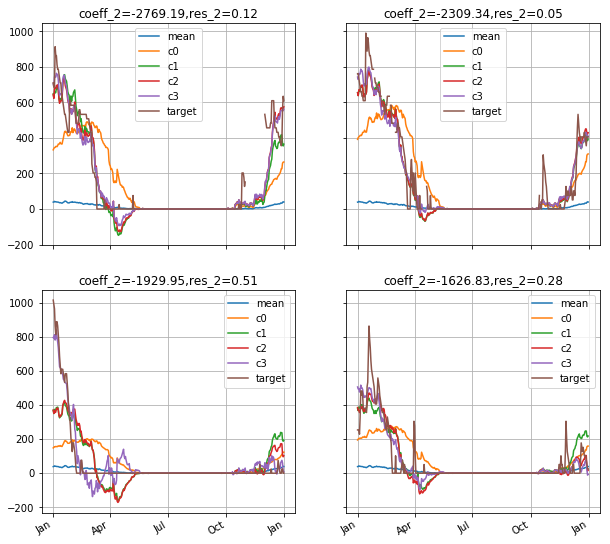 coeff_2=-2769.19,res_2=0.12
coeff_2=-2309.34,res_2=0.05
1000
800
600
400
200
0
−200
mean
c0
c1
c2
c3
target
mean
c0
c1
c2
c3
target
coeff_2=-1929.95,res_2=0.51
coeff_2=-1626.83,res_2=0.28
1000
800
600
400
200
0
−200
mean
c0
c1
c2
c3
target
mean
c0
c1
c2
c3
target
Jan
Apr
Jul
Oct
Jan
Jan
Apr
Jul
Oct
Jan